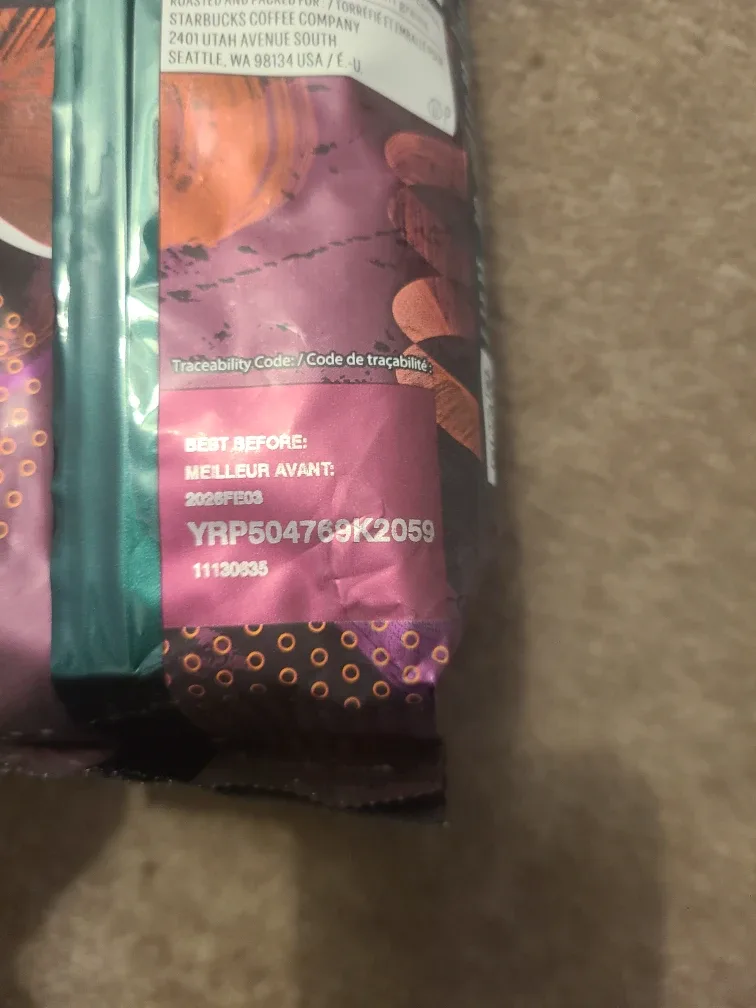 ROASTED AND PACKED FOR: / TORRÉFIÉ ET EMBALLÉ POUR
STARBUCKS COFFEE COMPANY
2401 UTAH AVENUE SOUTH
SEATTLE, WA 98134 USA / É.-U.
Traceability Code: / Code de traçabilité:
BEST BEFORE:
MEILLEUR AVANT:
2026FE03
YRP504769K2059
11130635